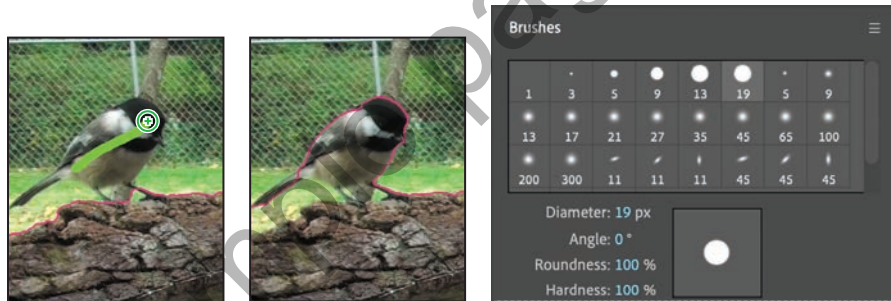 Brushes
1 3 5 9 13 19 5 9
13 17 21 27 35 45 65 100
200 300 11 11 11 45 45 45
Diameter: 19 px
Angle: 0°
Roundness: 100 %
Hardness: 100 %